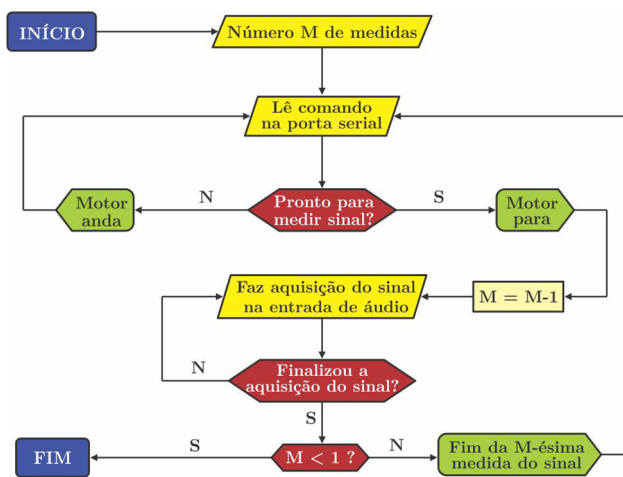 INÍCIO
Número M de medidas
Lê comando
na porta serial
Motor
anda
N
Pronto para
medir sinal?
S
Motor
para
Faz aquisição do sinal
na entrada de áudio
M = M-1
N
Finalizou a
aquisição do sinal?
S
FIM
S
M < 1 ?
N
Fim da M-ésima
medida do sinal